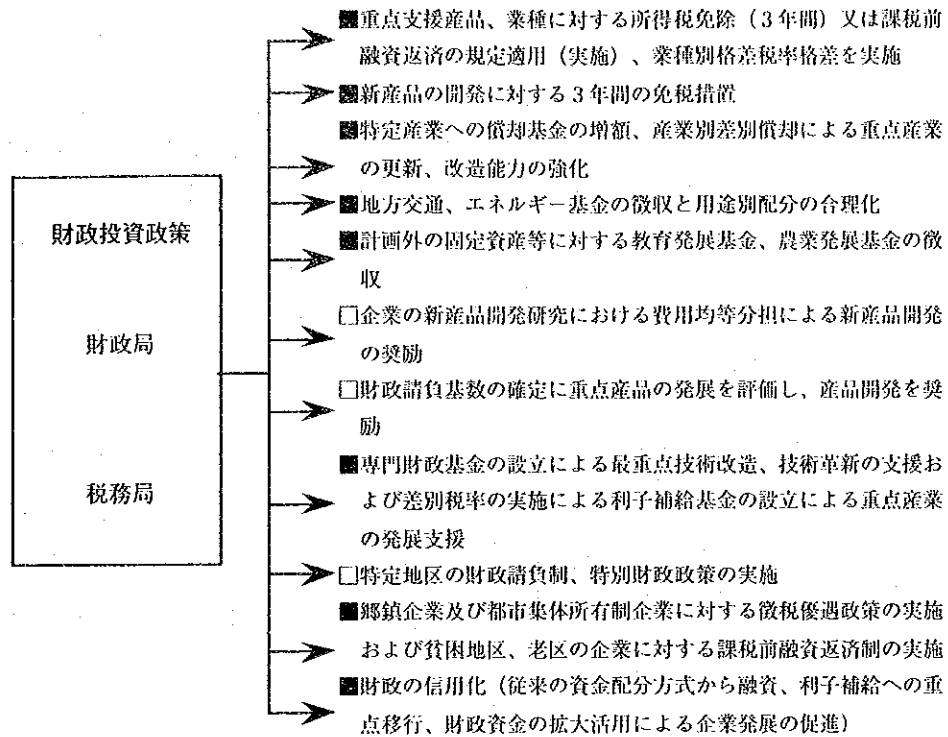 財政投資政策
財政局
税務局
■重点支援産品、業種に対する所得税免除（３年間）又は課税前
融資返済の規定適用（実施）、業種別格差税率格差を実施
■新産品の開発に対する３年間の免税措置
■特定産業への償却基金の増額、産業別差別償却による重点産業
の更新、改造能力の強化
■地方交通、エネルギー基金の徴収と用途別配分の合理化
■計画外の固定資産等に対する教育発展基金、農業発展基金の徴
収
□企業の新産品開発研究における費用均等分担による新産品開発
の奨励
□財政請負基数の確定に重点産品の発展を評価し、産品開発を奨
励
■専門財政基金の設立による最重点技術改造、技術革新の支援お
よび差別税率の実施による利子補給基金の設立による重点産業
の発展支援
□特定地区の財政請負制、特別財政政策の実施
■郷鎮企業及び都市集体所有制企業に対する徴税優遇政策の実施
および貧困地区、老区の企業に対する課税前融資返済制の実施
■財政の信用化（従来の資金配分方式から融資、利子補給への重
点移行、財政資金の拡大活用による企業発展の促進）